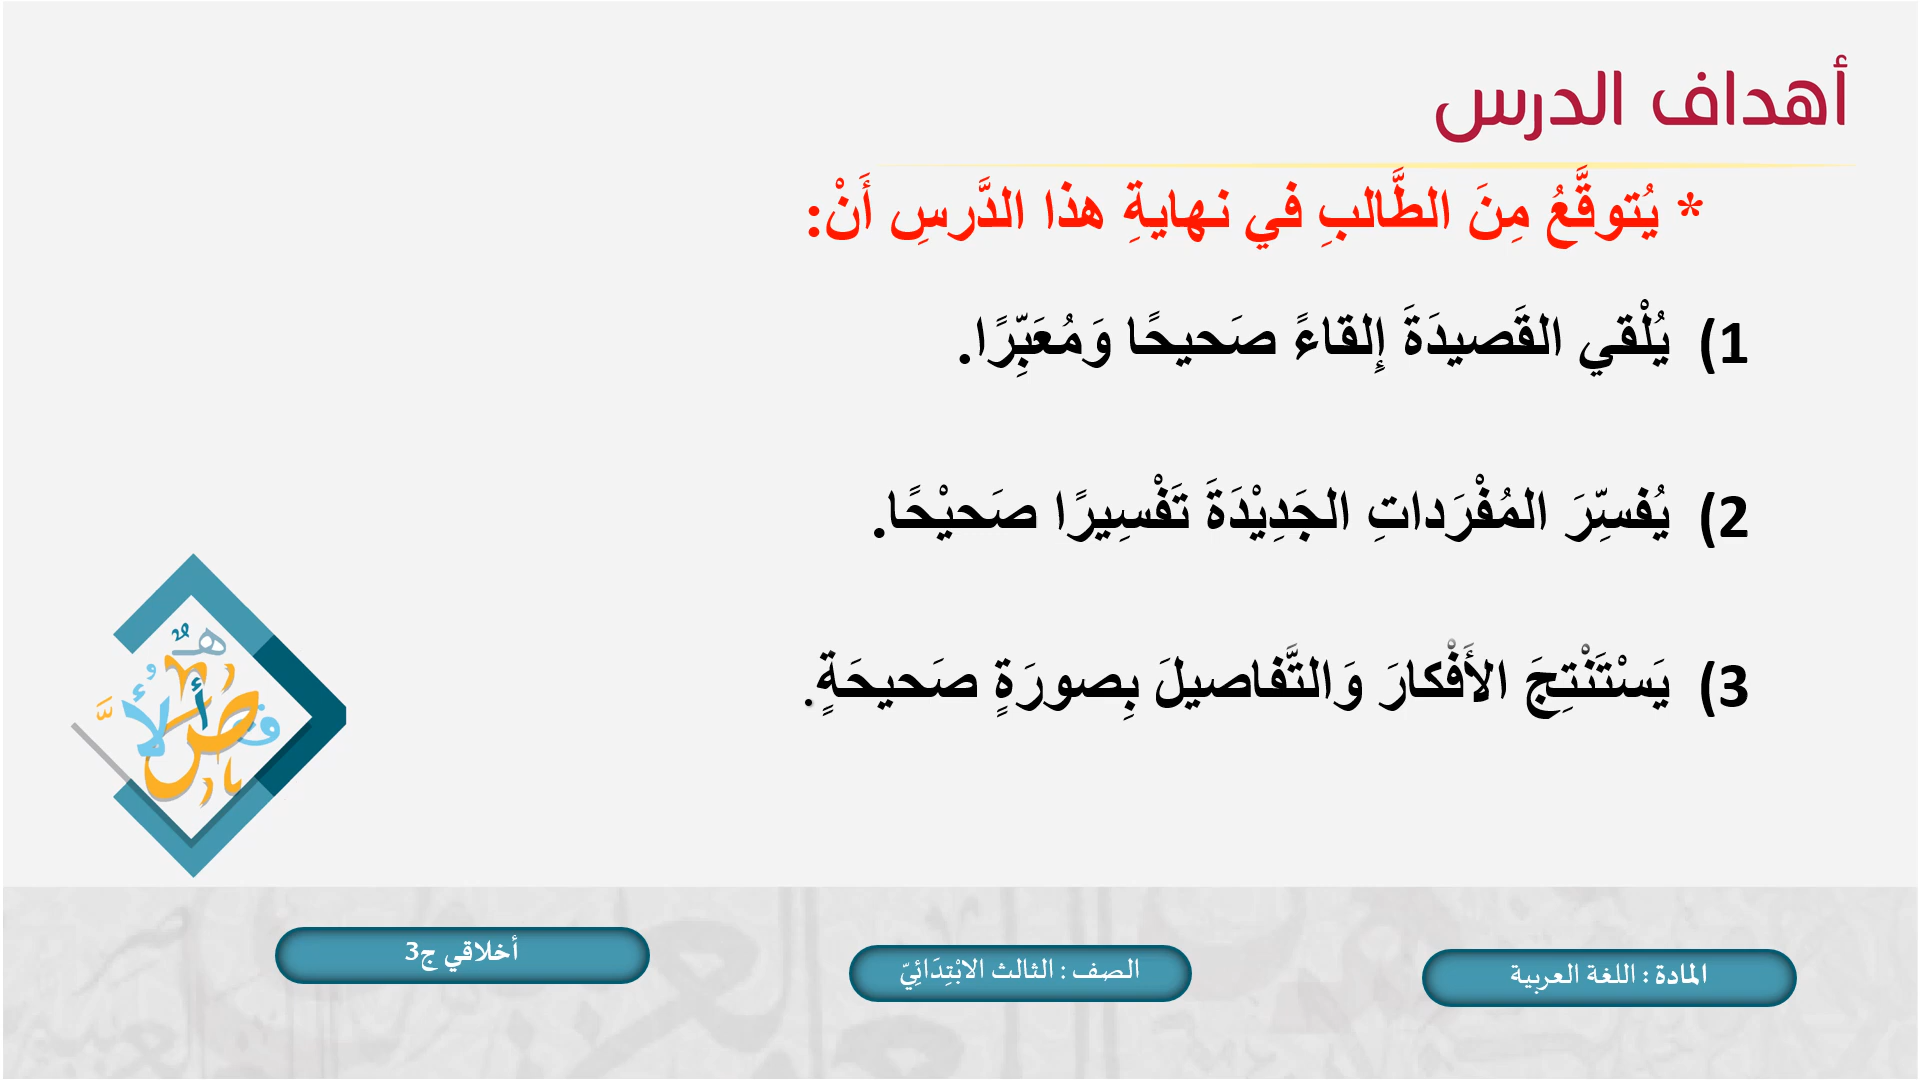 أهداف الدرس
* يُتوقَّعُ مِنَ الطَّالبِ في نهايةِ هذا الدَّرسِ أَنْ:
1) يُلْقي القَصيدَةَ إِلقاءً صَحيحًا وَمُعَبِّرًا.
2) يُفسِّرَ المُفْرَداتِ الجَدِيْدَةَ تَفْسِيرًا صَحيْحًا.
3) يَسْتَنْتِجَ الأَفْكارَ وَالتَّفاصيلَ بِصورَةٍ صَحيحَةٍ.
المادة : اللغة العربية
الصف : الثالث الابْتِدَائِيّ
أخلاقي ج3